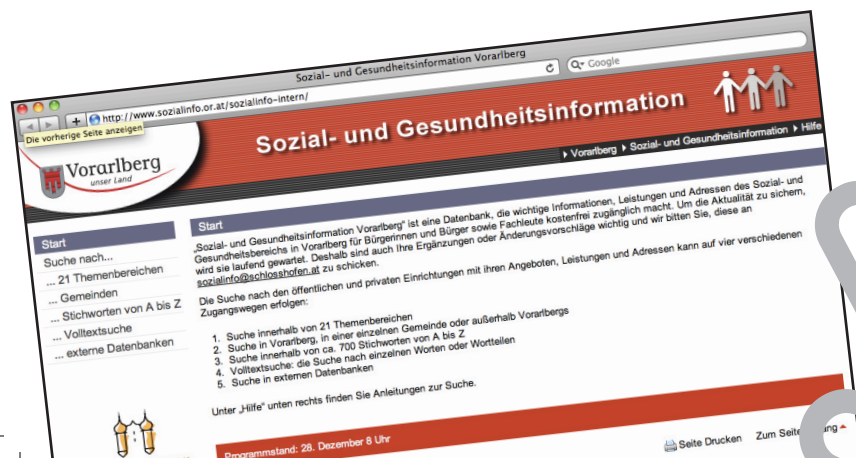 Sozial- und Gesundheitsinformation Vorarlberg
http://www.sozialinfo.or.at/sozialinfo-intern/
Google
Die vorherige Seite anzeigen
Vorarlberg
unser Land
Sozial- und Gesundheitsinformation
Vorarlberg Sozial- und Gesundheitsinformation Hilfe
Start
Suche nach...
... 21 Themenbereichen
... Gemeinden
... Stichworten von A bis Z
... Volltextsuche
... externe Datenbanken
Start
„Sozial- und Gesundheitsinformation Vorarlberg" ist eine Datenbank, die wichtige Informationen, Leistungen und Adressen des Sozial- und
Gesundheitsbereichs in Vorarlberg für Bürgerinnen und Bürger sowie Fachleute kostenfrei zugänglich macht. Um die Aktualität zu sichern,
wird sie laufend gewartet. Deshalb sind auch Ihre Ergänzungen oder Änderungsvorschläge wichtig und wir bitten Sie, diese an
sozialinfo@schlosshofen.at zu schicken.
Die Suche nach den öffentlichen und privaten Einrichtungen mit ihren Angeboten, Leistungen und Adressen kann auf vier verschiedenen
Zugangswegen erfolgen:
1. Suche innerhalb von 21 Themenbereichen
2. Suche in Vorarlberg, in einer einzelnen Gemeinde oder außerhalb Vorarlbergs
3. Suche innerhalb von ca. 700 Stichworten von A bis Z
4. Volltextsuche: die Suche nach einzelnen Worten oder Wortteilen
5. Suche in externen Datenbanken
Unter „Hilfe" unten rechts finden Sie Anleitungen zur Suche.
Programmstand: 28. Dezember 8 Uhr
Seite Drucken Zum